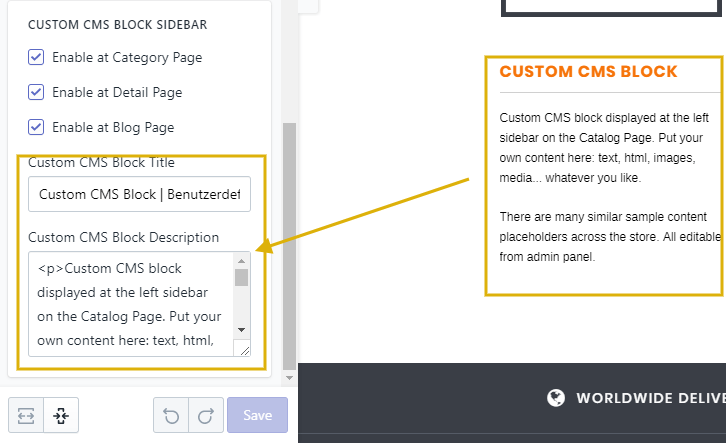 CUSTOM CMS BLOCK SIDEBAR
Enable at Category Page
Enable at Detail Page
Enable at Blog Page
Custom CMS Block Title
Custom CMS Block | Benutzerdef
Custom CMS Block Description
<p>Custom CMS block
displayed at the left sidebar
on the Catalog Page. Put your
own content here: text, html,
Save
CUSTOM CMS BLOCK
Custom CMS block displayed at the left
sidebar on the Catalog Page. Put your
own content here: text, html, images,
media... whatever you like.
There are many similar sample content
placeholders across the store. All editable
from admin panel.
WORLDWIDE DELIVE